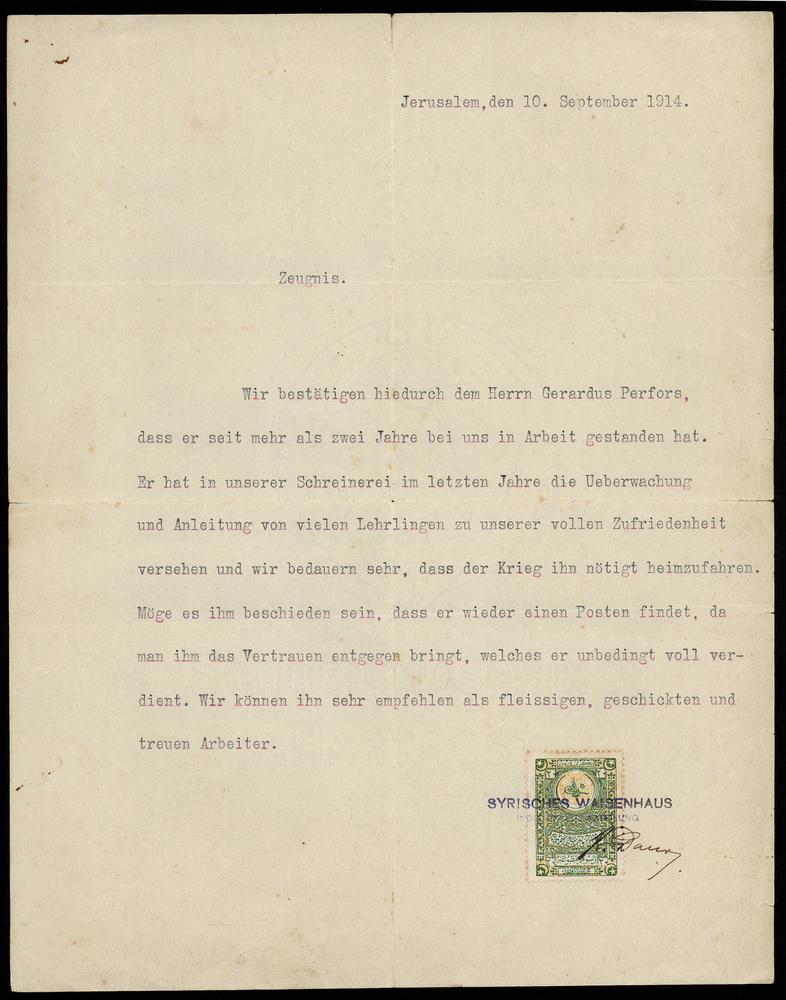 Jerusalem, den 10. September 1914.
Zeugnis.
Wir bestätigen hiedurch dem Herrn Gerardus Perfors,
dass er seit mehr als zwei Jahre bei uns in Arbeit gestanden hat.
Er hat in unserer Schreinerei im letzten Jahre die Ueberwachung
und Anleitung von vielen Lehrlingen zu unserer vollen Zufriedenheit
versehen und wir bedauern sehr, dass der Krieg ihn nötigt heimzufahren.
Möge es ihm beschieden sein, dass er wieder einen Posten findet, da
man ihm das Vertrauen entgegen bringt, welches er unbedingt voll ver-
dient. Wir können ihn sehr empfehlen als fleissigen, geschickten und
treuen Arbeiter.
SYRISCHES WAISENHAUS